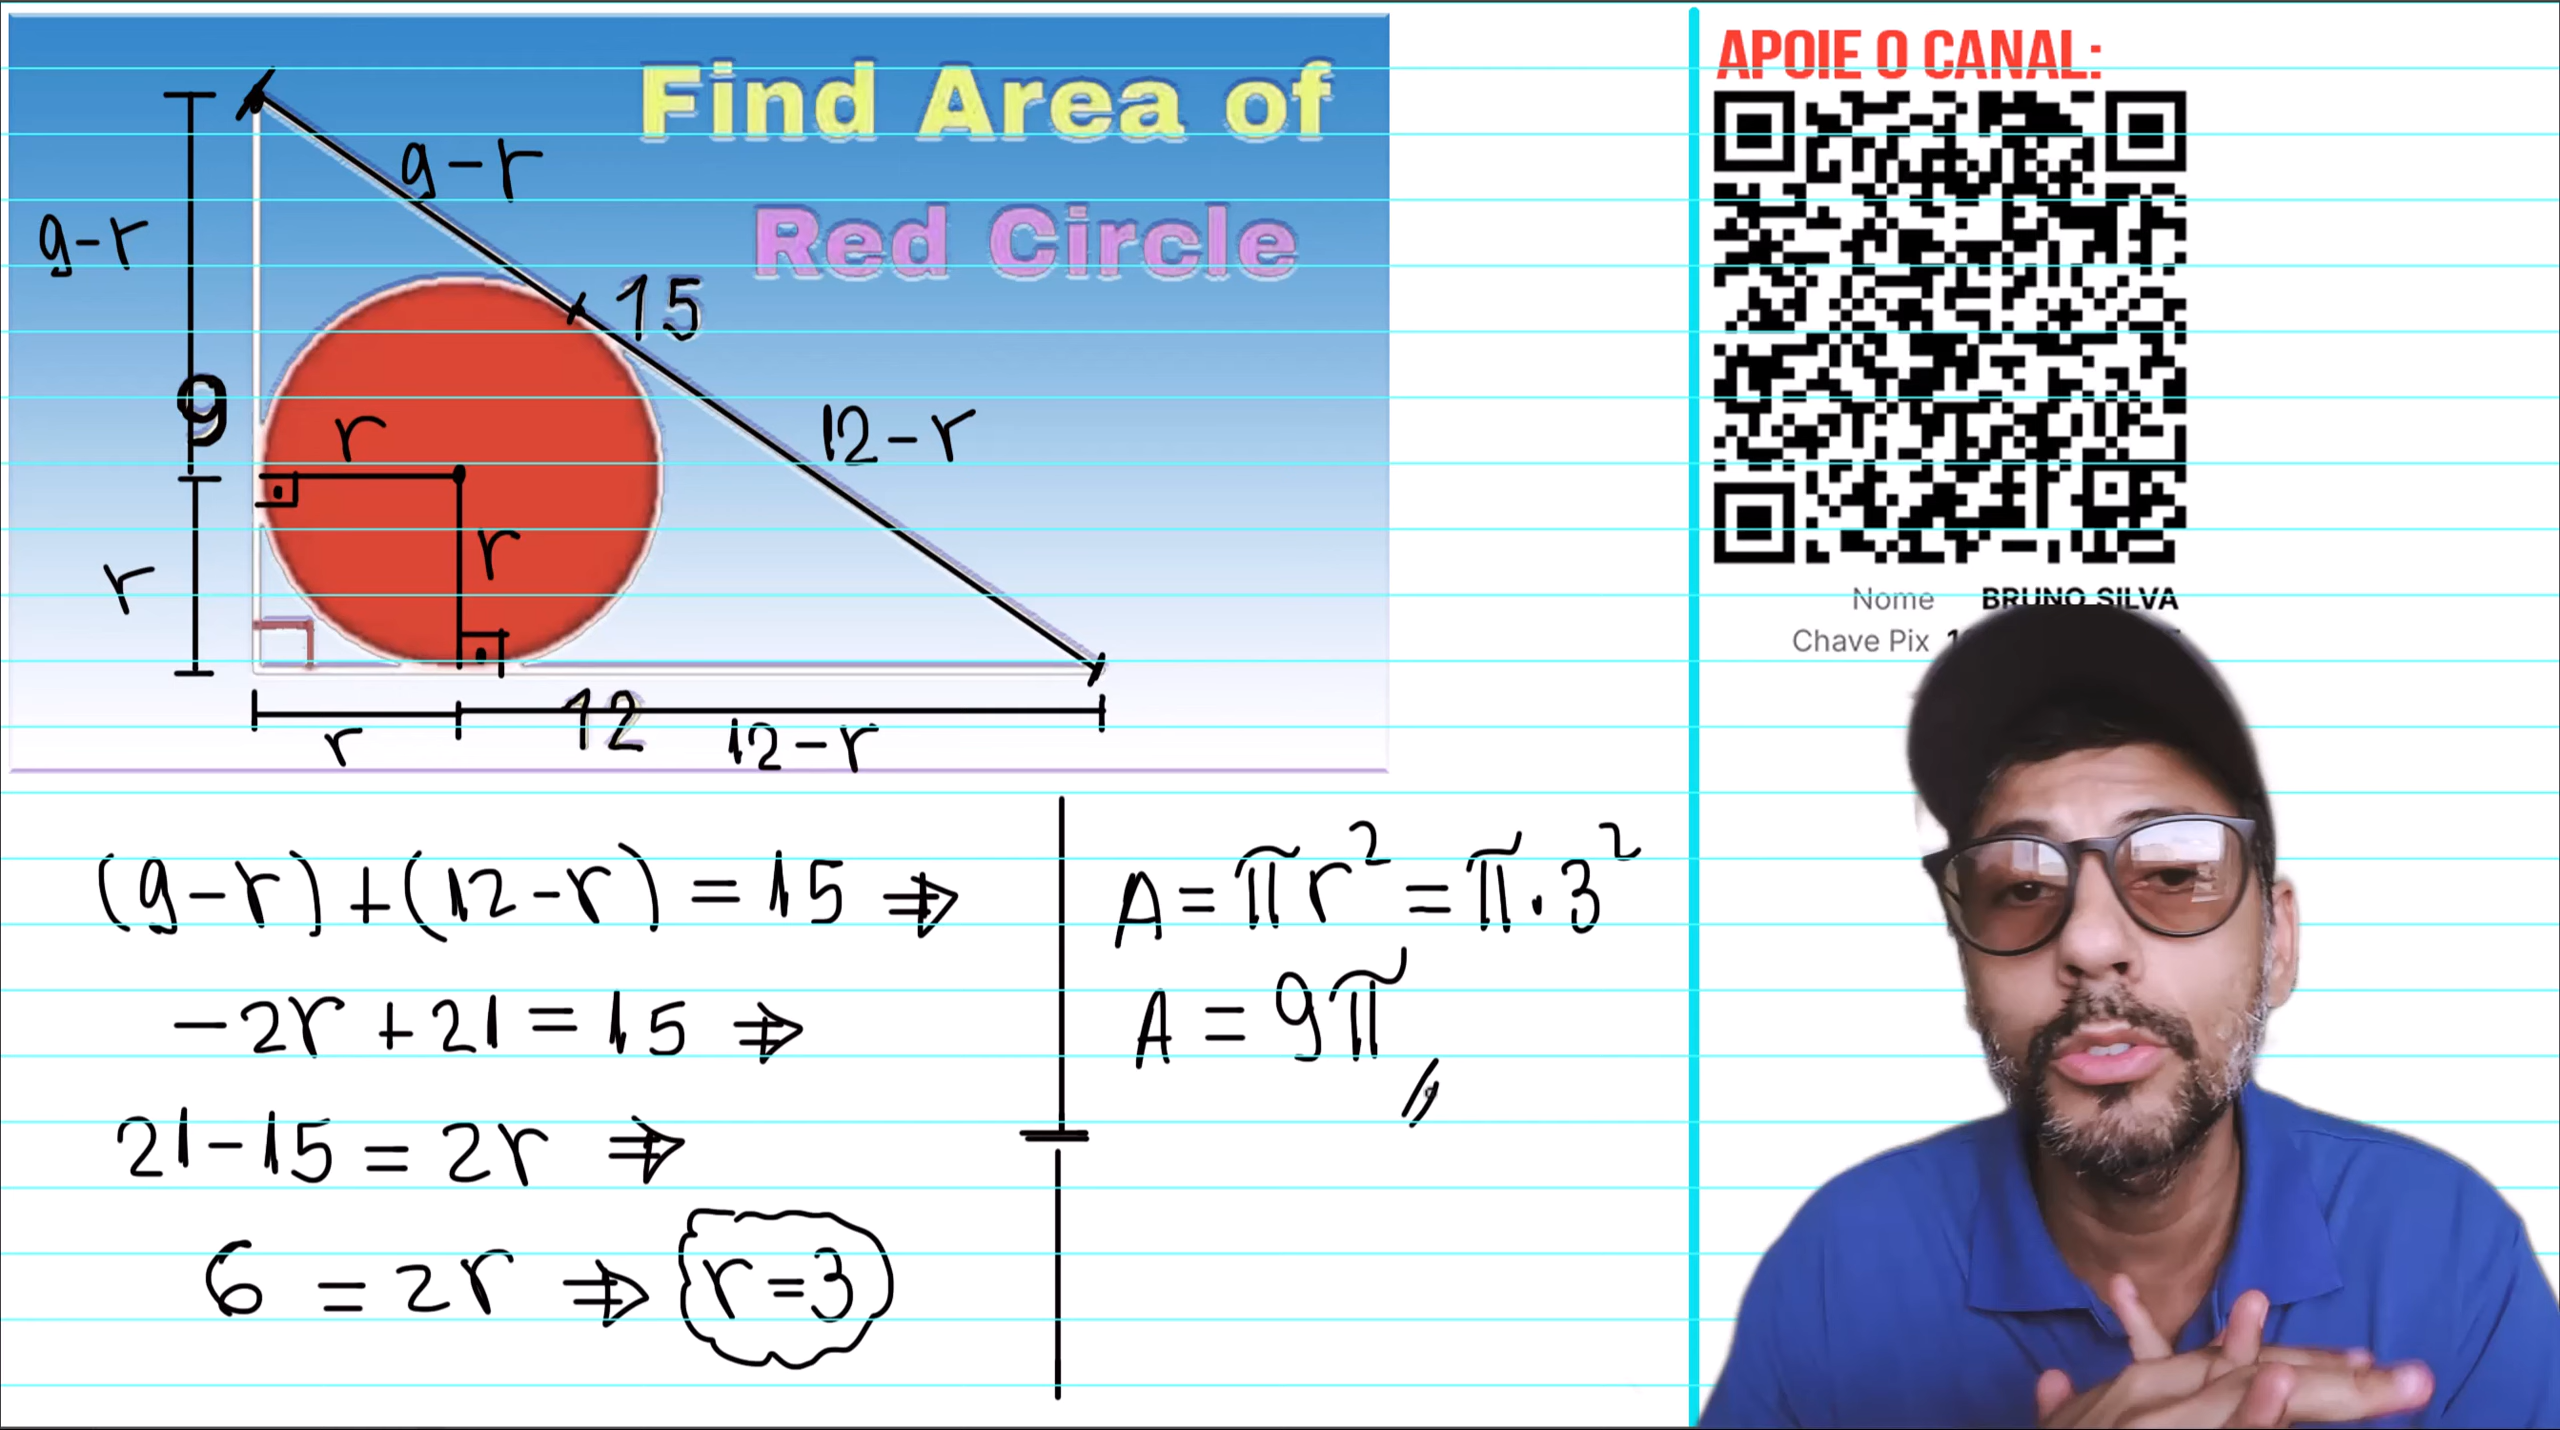 Find Area of
Red Circle
9-r
9-r
15
9
r
12-r
r
r
12
r
12-r
(9-r)+(12-r)=15⇒
-2r+21=15⇒
21-15=2r⇒
6=2r⇒r=3
A=πr²=π·3²
A=9π
APOIE O CANAL:
Nome BRUNO SILVA
Chave Pix